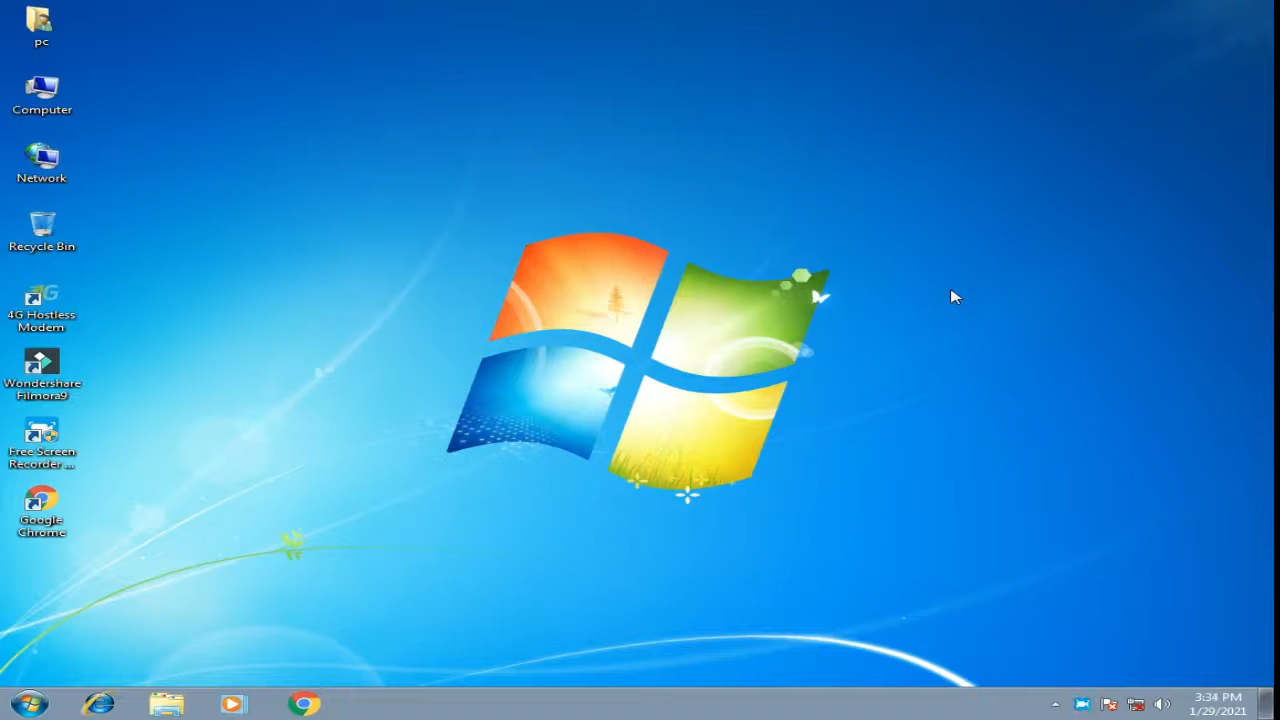 pc
Computer
Network
Recycle Bin
4G
4G Hostless
Modem
Wondershare
Filmora9
Free Screen
Recorder ...
Google
Chrome
3:34 PM
1/29/2021